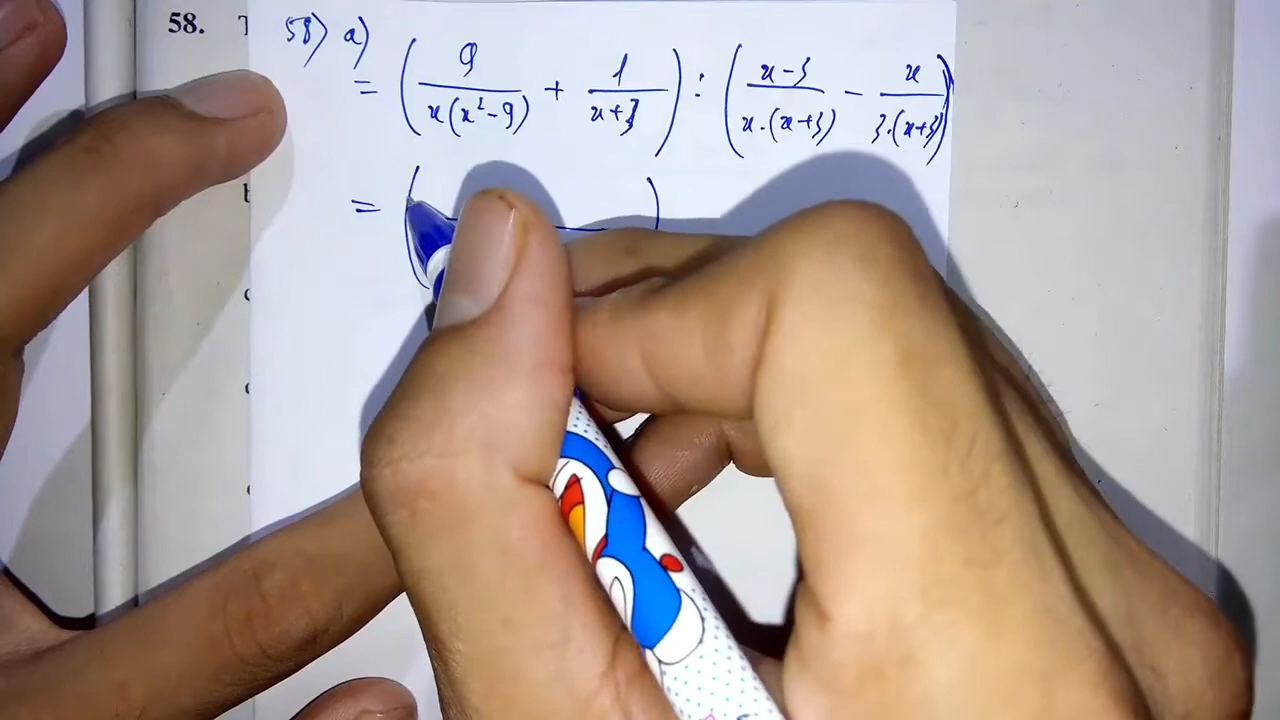 58.
58) a)
= (9/x(x²-9) + 1/x+3) : (x-3/x.(x+3) - x/3.(x+3))
= ( )